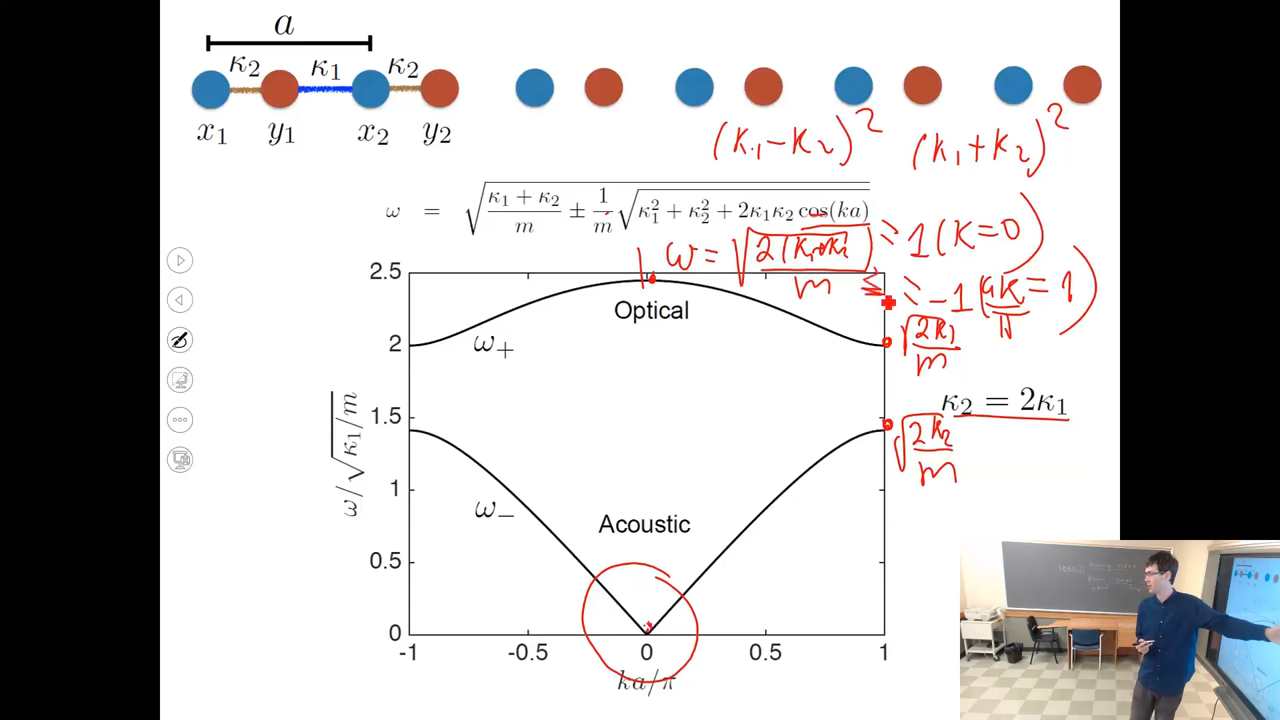 a
κ₂ κ₁ κ₂
x₁ y₁ x₂ y₂
(κ₁ − κ₂)² (κ₁ + κ₂)²
ω = √(κ₁ + κ₂)/m ± 1/m √κ₁² + κ₂² + 2κ₁κ₂ cos(ka)
1 (K=0)
ω = √2(κ₁+κ₂)/m
−1 (ak/π = 1)
2.5
Optical
√2κ₁/m
2
ω₊
κ₂ = 2κ₁
1.5
√2κ₂/m
ω/√κ₁/m
1
ω₋
Acoustic
0.5
0
-1 -0.5 0 0.5 1
ka/π